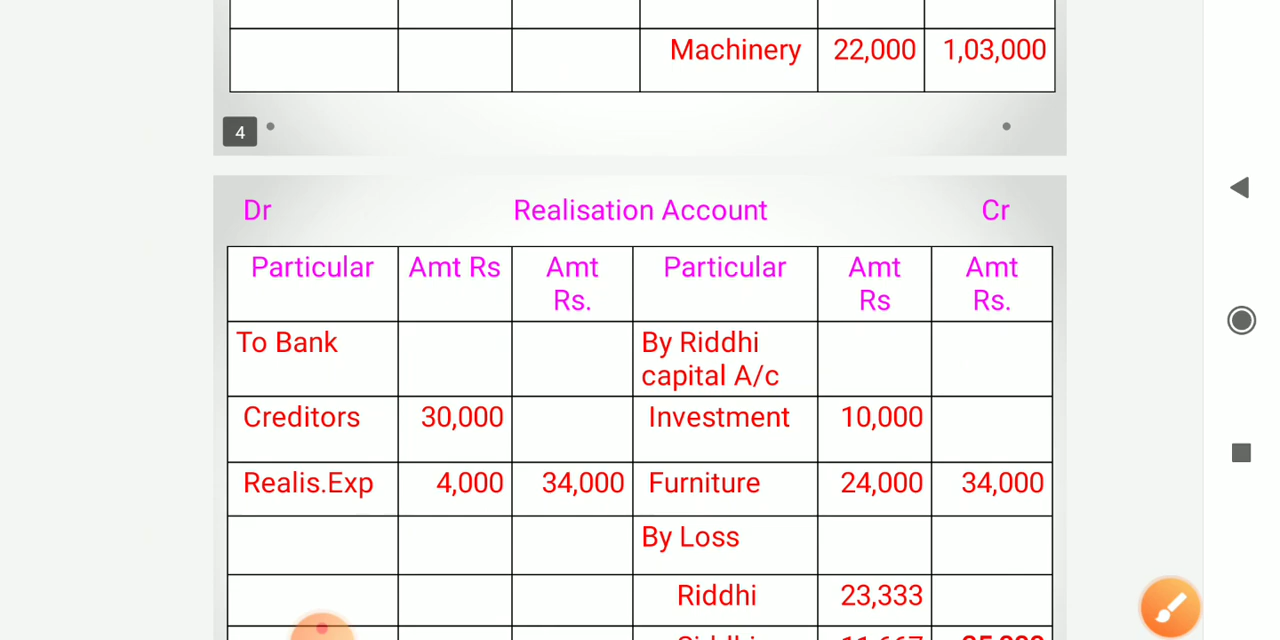 Machinery 22,000 1,03,000
4
Dr Realisation Account Cr
Particular Amt Rs Amt Rs. Particular Amt Rs Amt Rs.
To Bank By Riddhi capital A/c
Creditors 30,000 Investment 10,000
Realis.Exp 4,000 34,000 Furniture 24,000 34,000
By Loss
Riddhi 23,333